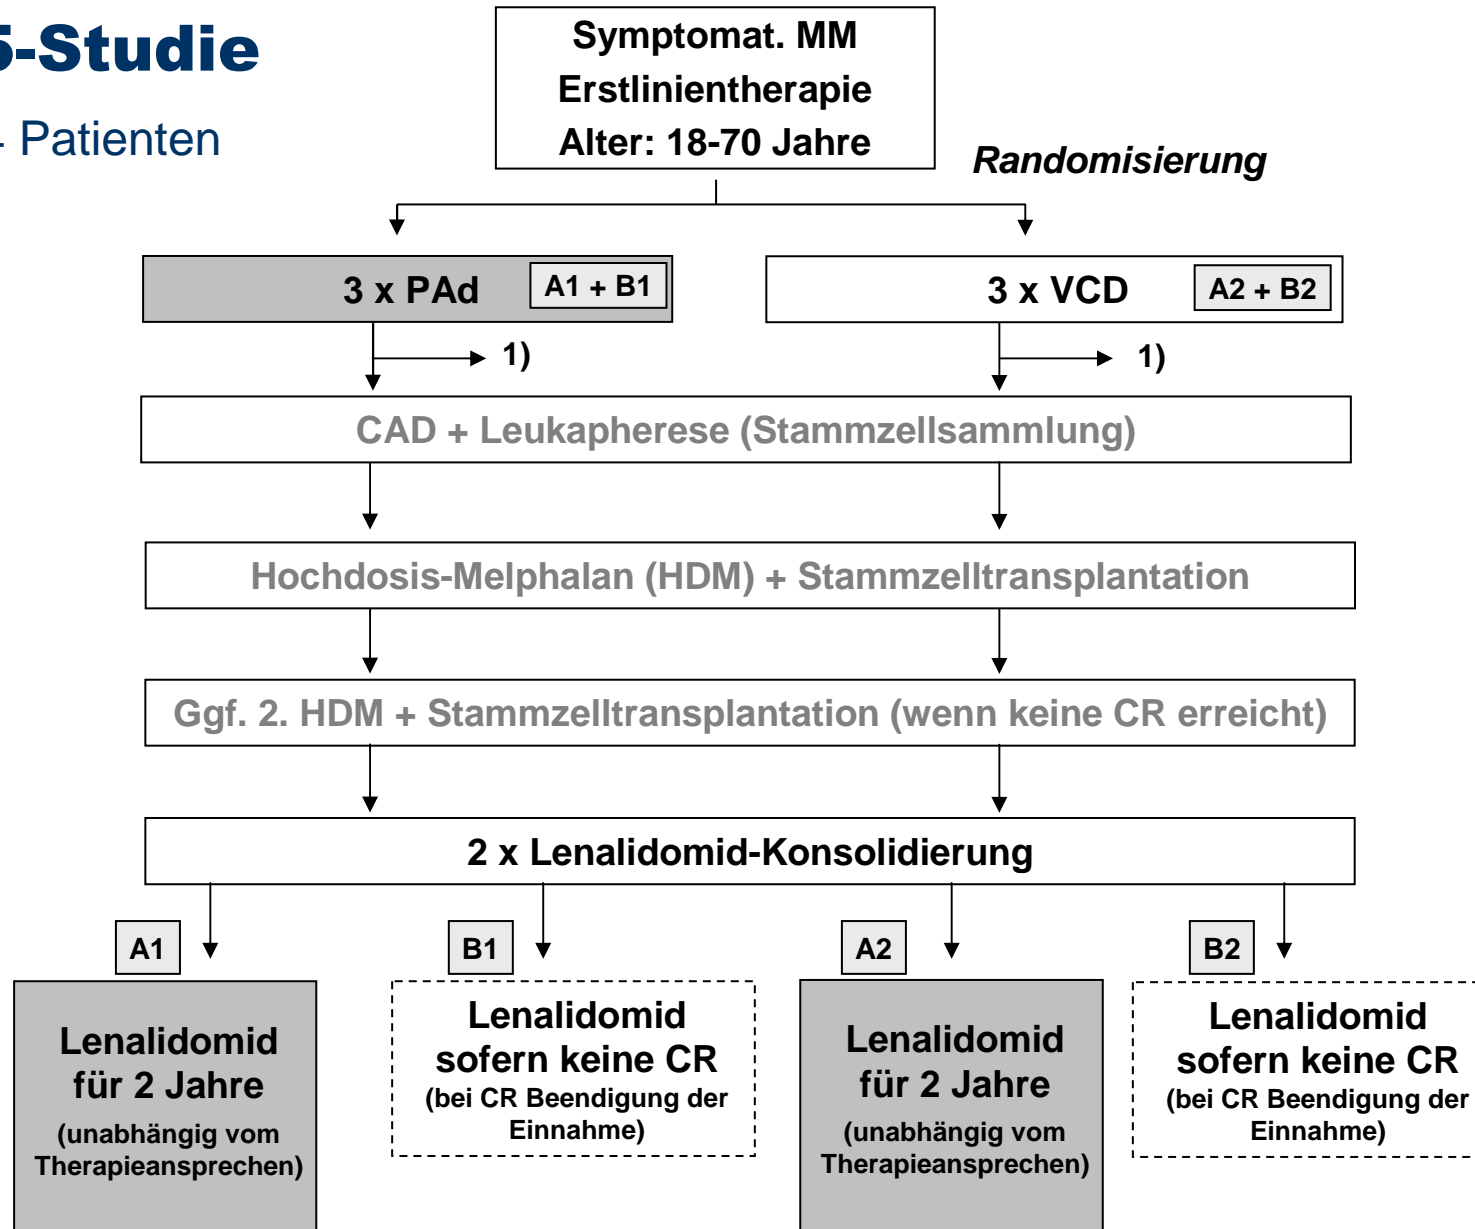 5-Studie
Patienten
Symptomat. MM
Erstlinientherapie
Alter: 18-70 Jahre
Randomisierung
3 x PAd
A1 + B1
3 x VCD
A2 + B2
1)
1)
CAD + Leukapherese (Stammzellsammlung)
Hochdosis-Melphalan (HDM) + Stammzelltransplantation
Ggf. 2. HDM + Stammzelltransplantation (wenn keine CR erreicht)
2 x Lenalidomid-Konsolidierung
A1
B1
A2
B2
Lenalidomid
für 2 Jahre
(unabhängig vom
Therapieansprechen)
Lenalidomid
sofern keine CR
(bei CR Beendigung der
Einnahme)
Lenalidomid
für 2 Jahre
(unabhängig vom
Therapieansprechen)
Lenalidomid
sofern keine CR
(bei CR Beendigung der
Einnahme)